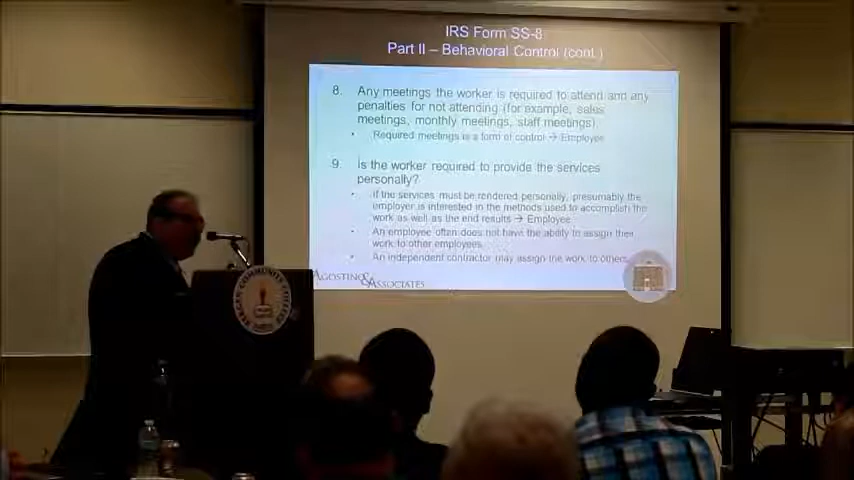 IRS Form SS-8
Part II – Behavioral Control (cont.)
8. Any meetings the worker is required to attend and any
penalties for not attending (for example, sales
meetings, monthly meetings, staff meetings)
• Required meetings is a form of control → Employee
9. Is the worker required to provide the services
personally?
• If the services must be rendered personally, presumably the
employer is interested in the methods used to accomplish the
work as well as the end results → Employee
• An employee often does not have the ability to assign their
work to other employees.
• An independent contractor may assign the work to others.
AGOSTINO & ASSOCIATES
BERGEN COMMUNITY COLLEGE